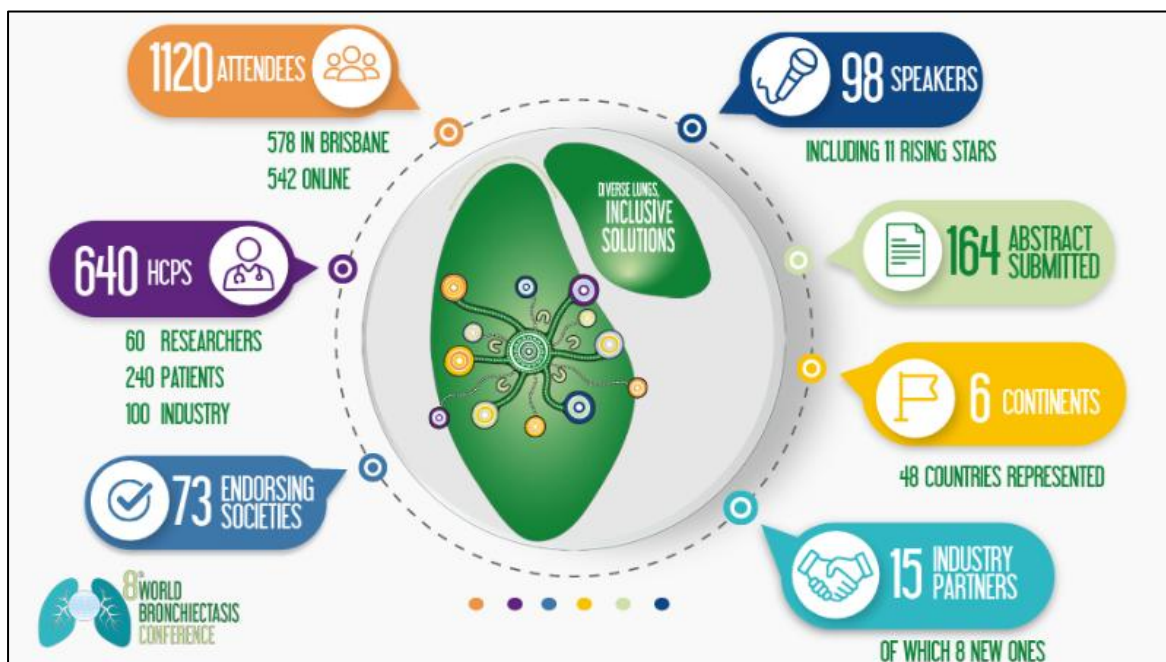 1120 ATTENDEES
578 IN BRISBANE
542 ONLINE
98 SPEAKERS
INCLUDING 11 RISING STARS
DIVERSE LUNGS,
INCLUSIVE
SOLUTIONS
640 HCPS
60 RESEARCHERS
240 PATIENTS
100 INDUSTRY
164 ABSTRACT
SUBMITTED
6 CONTINENTS
48 COUNTRIES REPRESENTED
73 ENDORSING
SOCIETIES
15 INDUSTRY
PARTNERS
OF WHICH 8 NEW ONES
8th WORLD
BRONCHIECTASIS
CONFERENCE